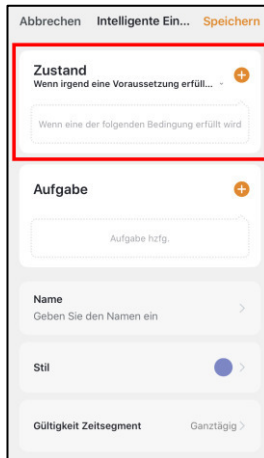 Abbrechen Intelligente Ein... Speichern
Zustand
Wenn irgend eine Voraussetzung erfüll...
Wenn eine der folgenden Bedingung erfüllt wird
Aufgabe
Aufgabe hzfg.
Name
Geben Sie den Namen ein
Stil
Gültigkeit Zeitsegment Ganztägig